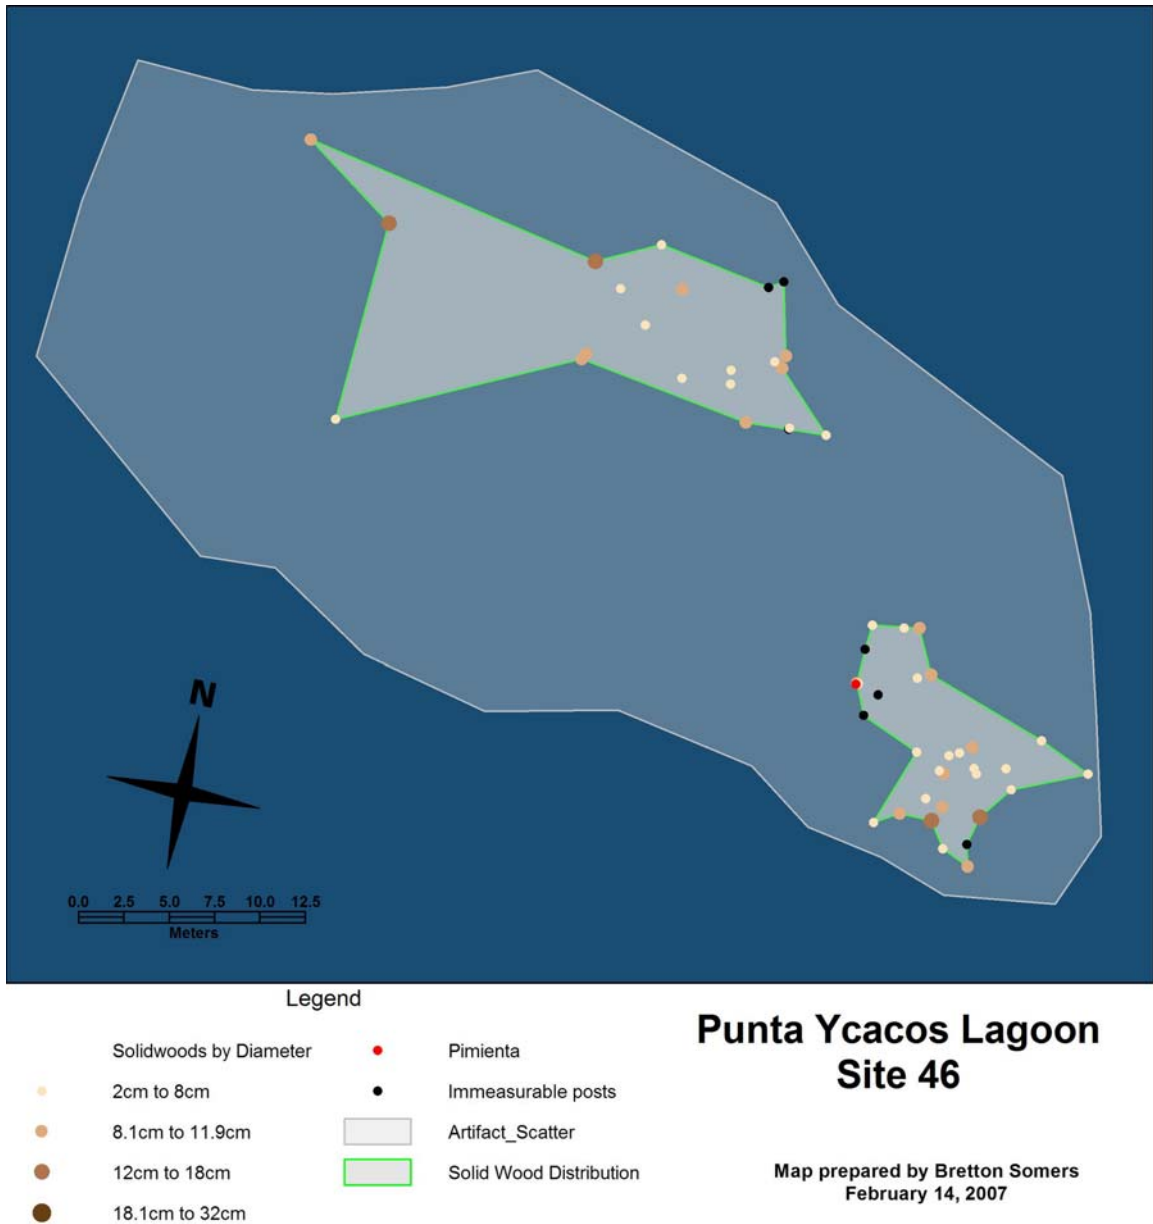 N
0.0 2.5 5.0 7.5 10.0 12.5
Meters
Legend
Solidwoods by Diameter
2cm to 8cm
8.1cm to 11.9cm
12cm to 18cm
18.1cm to 32cm
Pimienta
Immeasurable posts
Artifact_Scatter
Solid Wood Distribution
Punta Ycacos Lagoon
Site 46
Map prepared by Bretton Somers
February 14, 2007